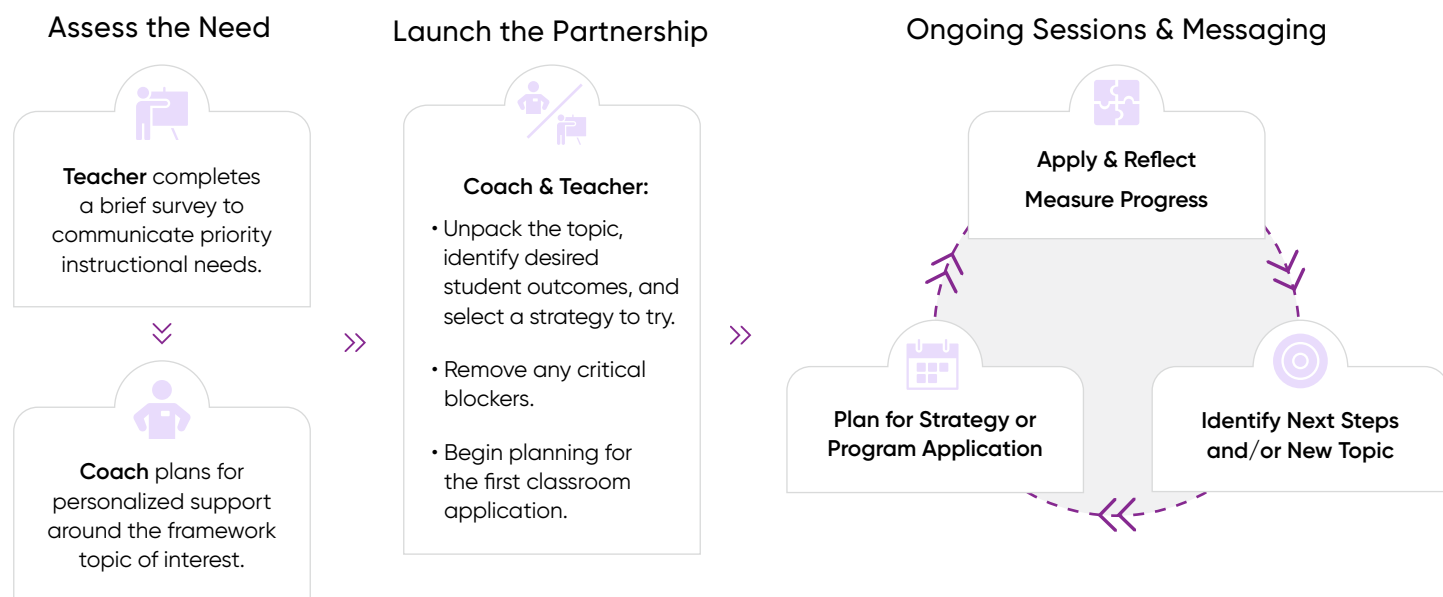 Assess the Need
Teacher completes
a brief survey to
communicate priority
instructional needs.
Coach plans for
personalized support
around the framework
topic of interest.
Launch the Partnership
Coach & Teacher:
• Unpack the topic,
identify desired
student outcomes, and
select a strategy to try.
• Remove any critical
blockers.
• Begin planning for
the first classroom
application.
Ongoing Sessions & Messaging
Apply & Reflect
Measure Progress
Identify Next Steps
and/or New Topic
Plan for Strategy or
Program Application